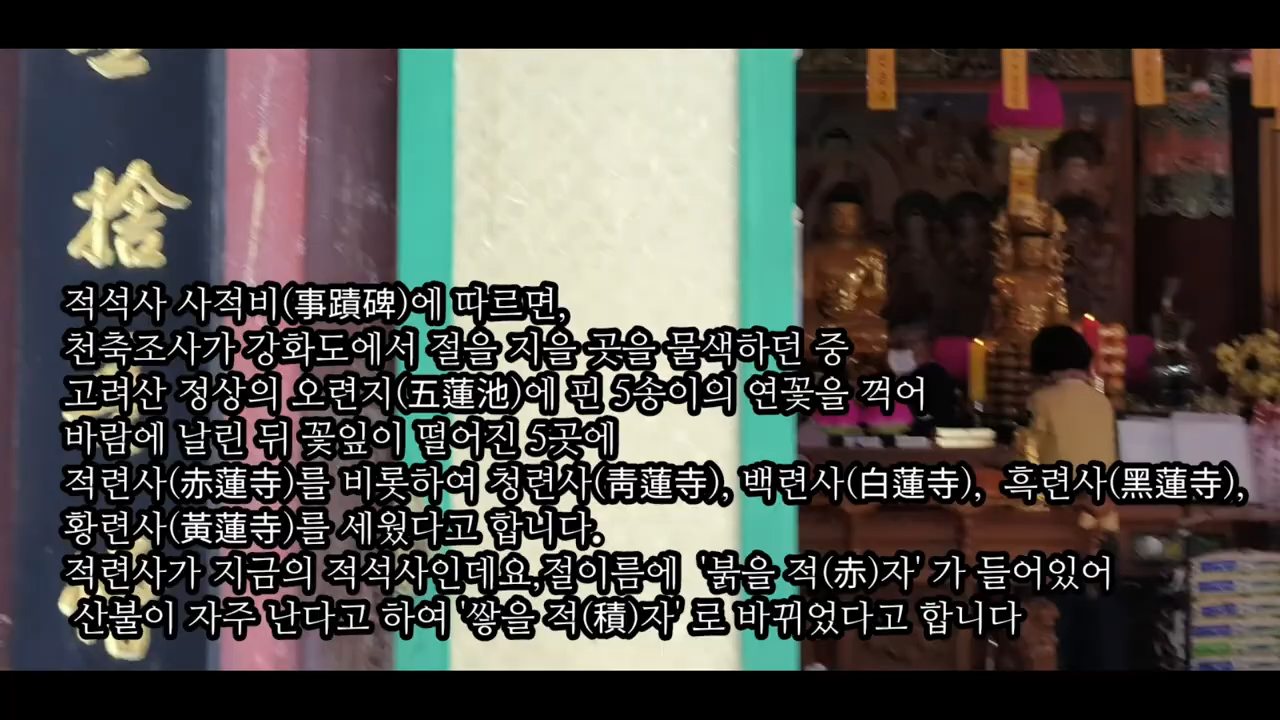 捨
적석사 사적비(事蹟碑)에 따르면,
천축조사가 강화도에서 절을 지을 곳을 물색하던 중
고려산 정상의 오련지(五蓮池)에 핀 5송이의 연꽃을 꺽어
바람에 날린 뒤 꽃잎이 떨어진 5곳에
적련사(赤蓮寺)를 비롯하여 청련사(靑蓮寺), 백련사(白蓮寺), 흑련사(黑蓮寺),
황련사(黃蓮寺)를 세웠다고 합니다.
적련사가 지금의 적석사인데요,절이름에 '붉을 적(赤)자' 가 들어있어
산불이 자주 난다고 하여 '쌓을 적(積)자' 로 바뀌었다고 합니다